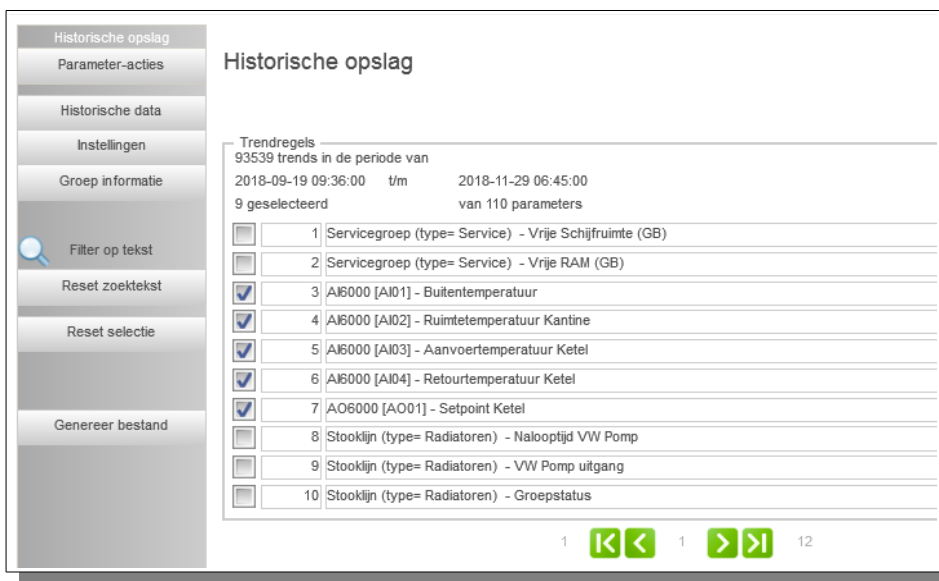 Historische opslag
Parameter-acties
Historische data
Instellingen
Groep informatie
Filter op tekst
Reset zoektekst
Reset selectie
Genereer bestand
Historische opslag
Trendregels
93539 trends in de periode van
2018-09-19 09:36:00 t/m 2018-11-29 06:45:00
9 geselecteerd van 110 parameters
1 Servicegroep (type= Service) - Vrije Schijfruimte (GB)
2 Servicegroep (type= Service) - Vrije RAM (GB)
3 AI6000 [AI01] - Buitentemperatuur
4 AI6000 [AI02] - Ruimtetemperatuur Kantine
5 AI6000 [AI03] - Aanvoertemperatuur Ketel
6 AI6000 [AI04] - Retourtemperatuur Ketel
7 AO6000 [AO01] - Setpoint Ketel
8 Stooklijn (type= Radiatoren) - Nalooptijd VW Pomp
9 Stooklijn (type= Radiatoren) - VW Pomp uitgang
10 Stooklijn (type= Radiatoren) - Groepstatus
1 1 12